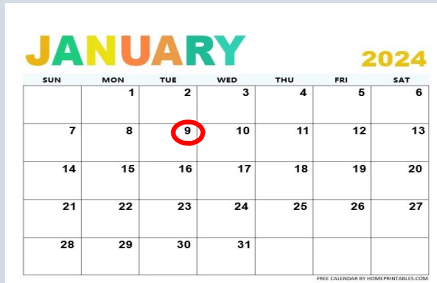 JANUARY 2024
SUN MON TUE WED THU FRI SAT
1 2 3 4 5 6
7 8 9 10 11 12 13
14 15 16 17 18 19 20
21 22 23 24 25 26 27
28 29 30 31
FREE CALENDAR BY HOMEPRINTABLES.COM